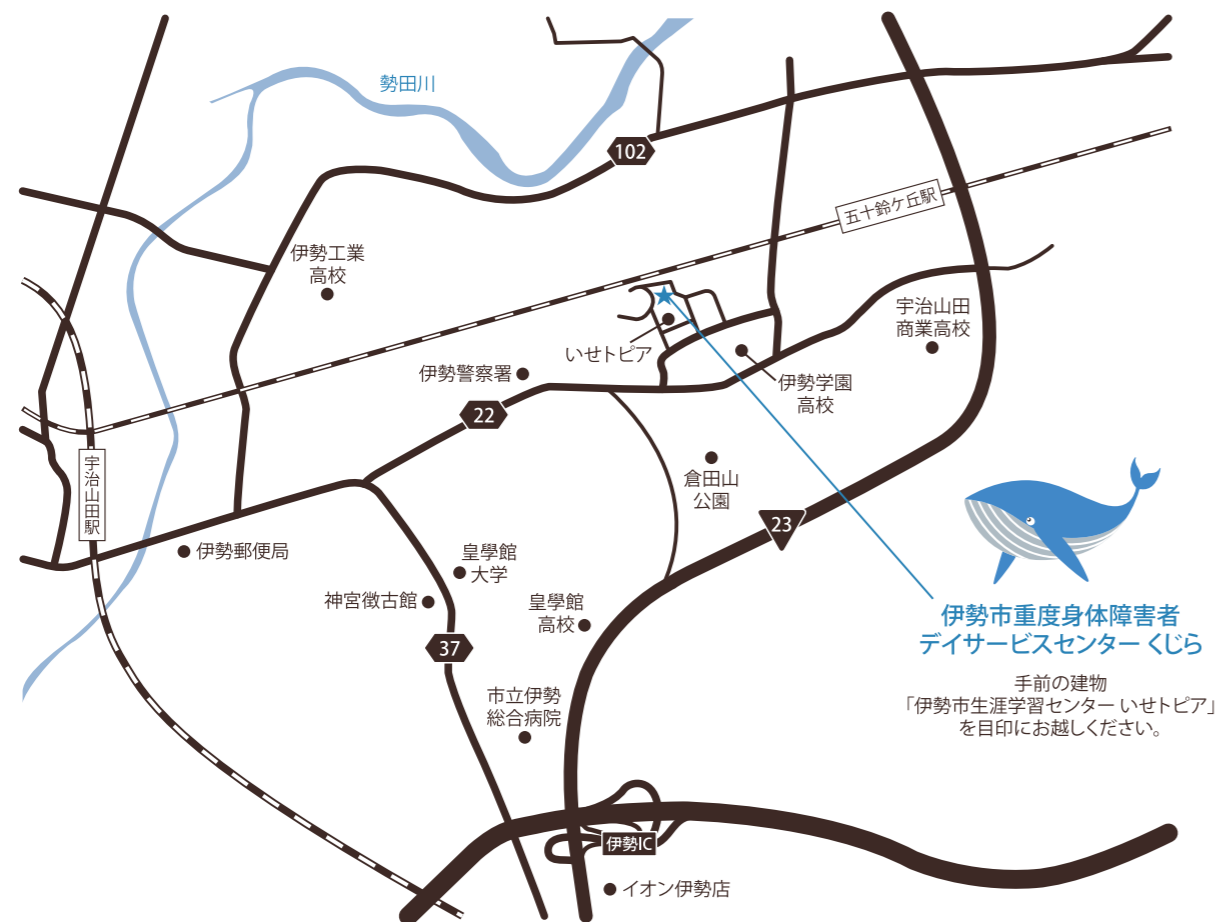 勢田川
102
五十鈴ケ丘駅
伊勢工業
高校
宇治山田
商業高校
いせトピア
伊勢警察署
伊勢学園
高校
22
倉田山
公園
宇治山田駅
23
伊勢郵便局
皇學館
大学
神宮徴古館
皇學館
高校
37
伊勢市重度身体障害者
デイサービスセンター くじら
手前の建物
「伊勢市生涯学習センター いせトピア」
を目印にお越しください。
市立伊勢
総合病院
伊勢IC
イオン伊勢店